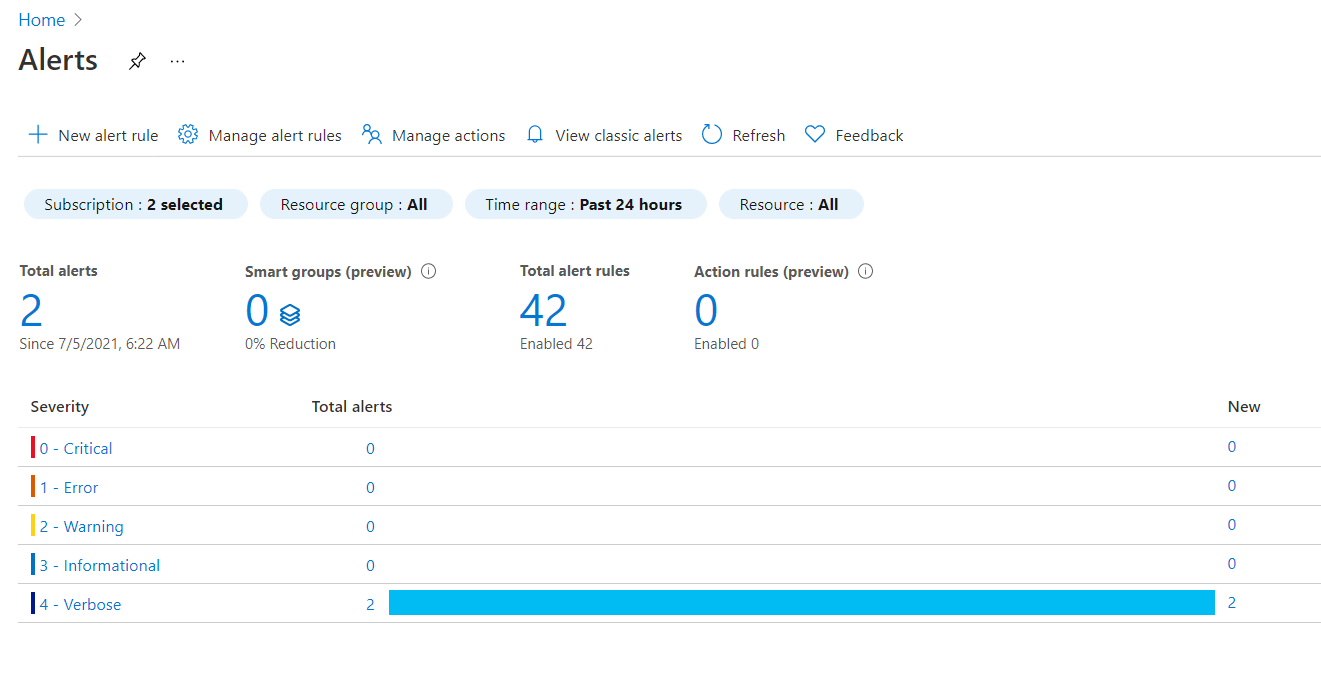 Home
Alerts ...
New alert rule Manage alert rules Manage actions View classic alerts Refresh Feedback
Subscription : 2 selected Resource group : All Time range : Past 24 hours Resource : All
Total alerts Smart groups (preview) Total alert rules Action rules (preview)
2 0 42 0
Since 7/5/2021, 6:22 AM 0% Reduction Enabled 42 Enabled 0
Severity Total alerts New
0 - Critical 0 0
1 - Error 0 0
2 - Warning 0 0
3 - Informational 0 0
4 - Verbose 2 2